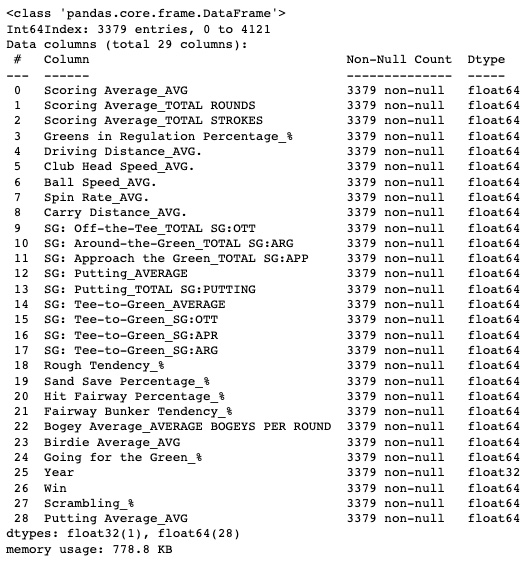 <class 'pandas.core.frame.DataFrame'>
Int64Index: 3379 entries, 0 to 4121
Data columns (total 29 columns):
 #   Column                                   Non-Null Count  Dtype
---  ------                                   --------------  -----
 0   Scoring Average_AVG                      3379 non-null   float64
 1   Scoring Average_TOTAL ROUNDS             3379 non-null   float64
 2   Scoring Average_TOTAL STROKES            3379 non-null   float64
 3   Greens in Regulation Percentage_%        3379 non-null   float64
 4   Driving Distance_AVG.                    3379 non-null   float64
 5   Club Head Speed_AVG.                     3379 non-null   float64
 6   Ball Speed_AVG.                          3379 non-null   float64
 7   Spin Rate_AVG.                           3379 non-null   float64
 8   Carry Distance_AVG.                      3379 non-null   float64
 9   SG: Off-the-Tee_TOTAL SG:OTT             3379 non-null   float64
 10  SG: Around-the-Green_TOTAL SG:ARG        3379 non-null   float64
 11  SG: Approach the Green_TOTAL SG:APP      3379 non-null   float64
 12  SG: Putting_AVERAGE                      3379 non-null   float64
 13  SG: Putting_TOTAL SG:PUTTING             3379 non-null   float64
 14  SG: Tee-to-Green_AVERAGE                 3379 non-null   float64
 15  SG: Tee-to-Green_SG:OTT                  3379 non-null   float64
 16  SG: Tee-to-Green_SG:APR                  3379 non-null   float64
 17  SG: Tee-to-Green_SG:ARG                  3379 non-null   float64
 18  Rough Tendency_%                         3379 non-null   float64
 19  Sand Save Percentage_%                   3379 non-null   float64
 20  Hit Fairway Percentage_%                 3379 non-null   float64
 21  Fairway Bunker Tendency_%                3379 non-null   float64
 22  Bogey Average_AVERAGE BOGEYS PER ROUND   3379 non-null   float64
 23  Birdie Average_AVG                       3379 non-null   float64
 24  Going for the Green_%                    3379 non-null   float64
 25  Year                                     3379 non-null   float32
 26  Win                                      3379 non-null   float64
 27  Scrambling_%                             3379 non-null   float64
 28  Putting Average_AVG                      3379 non-null   float64
dtypes: float32(1), float64(28)
memory usage: 778.8 KB